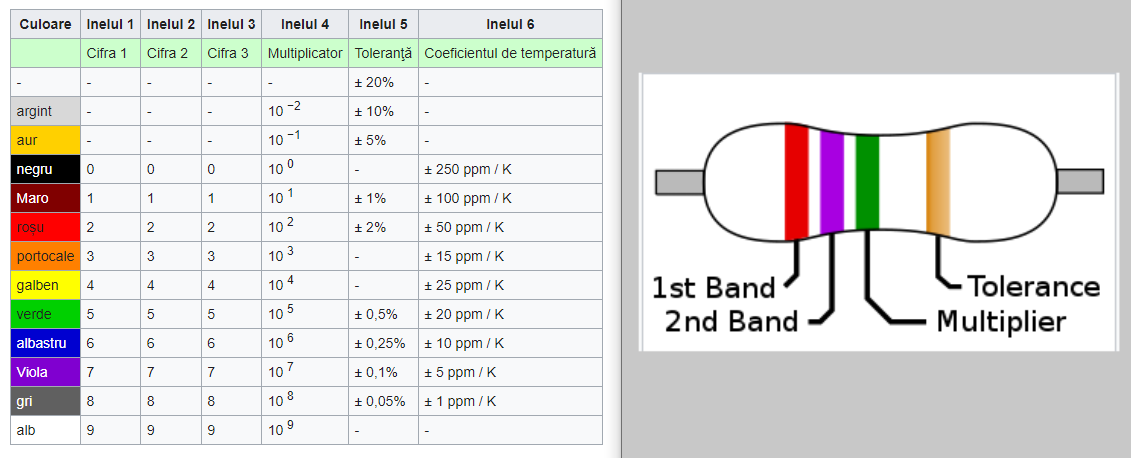 Culoare Inelul 1 Inelul 2 Inelul 3 Inelul 4 Inelul 5 Inelul 6
Cifra 1 Cifra 2 Cifra 3 Multiplicator Toleranţă Coeficientul de temperatură
- - - - - ± 20% -
argint - - - 10 −2 ± 10% -
aur - - - 10 −1 ± 5% -
negru 0 0 0 10 0 - ± 250 ppm / K
Maro 1 1 1 10 1 ± 1% ± 100 ppm / K
roșu 2 2 2 10 2 ± 2% ± 50 ppm / K
portocale 3 3 3 10 3 - ± 15 ppm / K
galben 4 4 4 10 4 - ± 25 ppm / K
verde 5 5 5 10 5 ± 0,5% ± 20 ppm / K
albastru 6 6 6 10 6 ± 0,25% ± 10 ppm / K
Viola 7 7 7 10 7 ± 0,1% ± 5 ppm / K
gri 8 8 8 10 8 ± 0,05% ± 1 ppm / K
alb 9 9 9 10 9 - -
1st Band Tolerance
2nd Band Multiplier